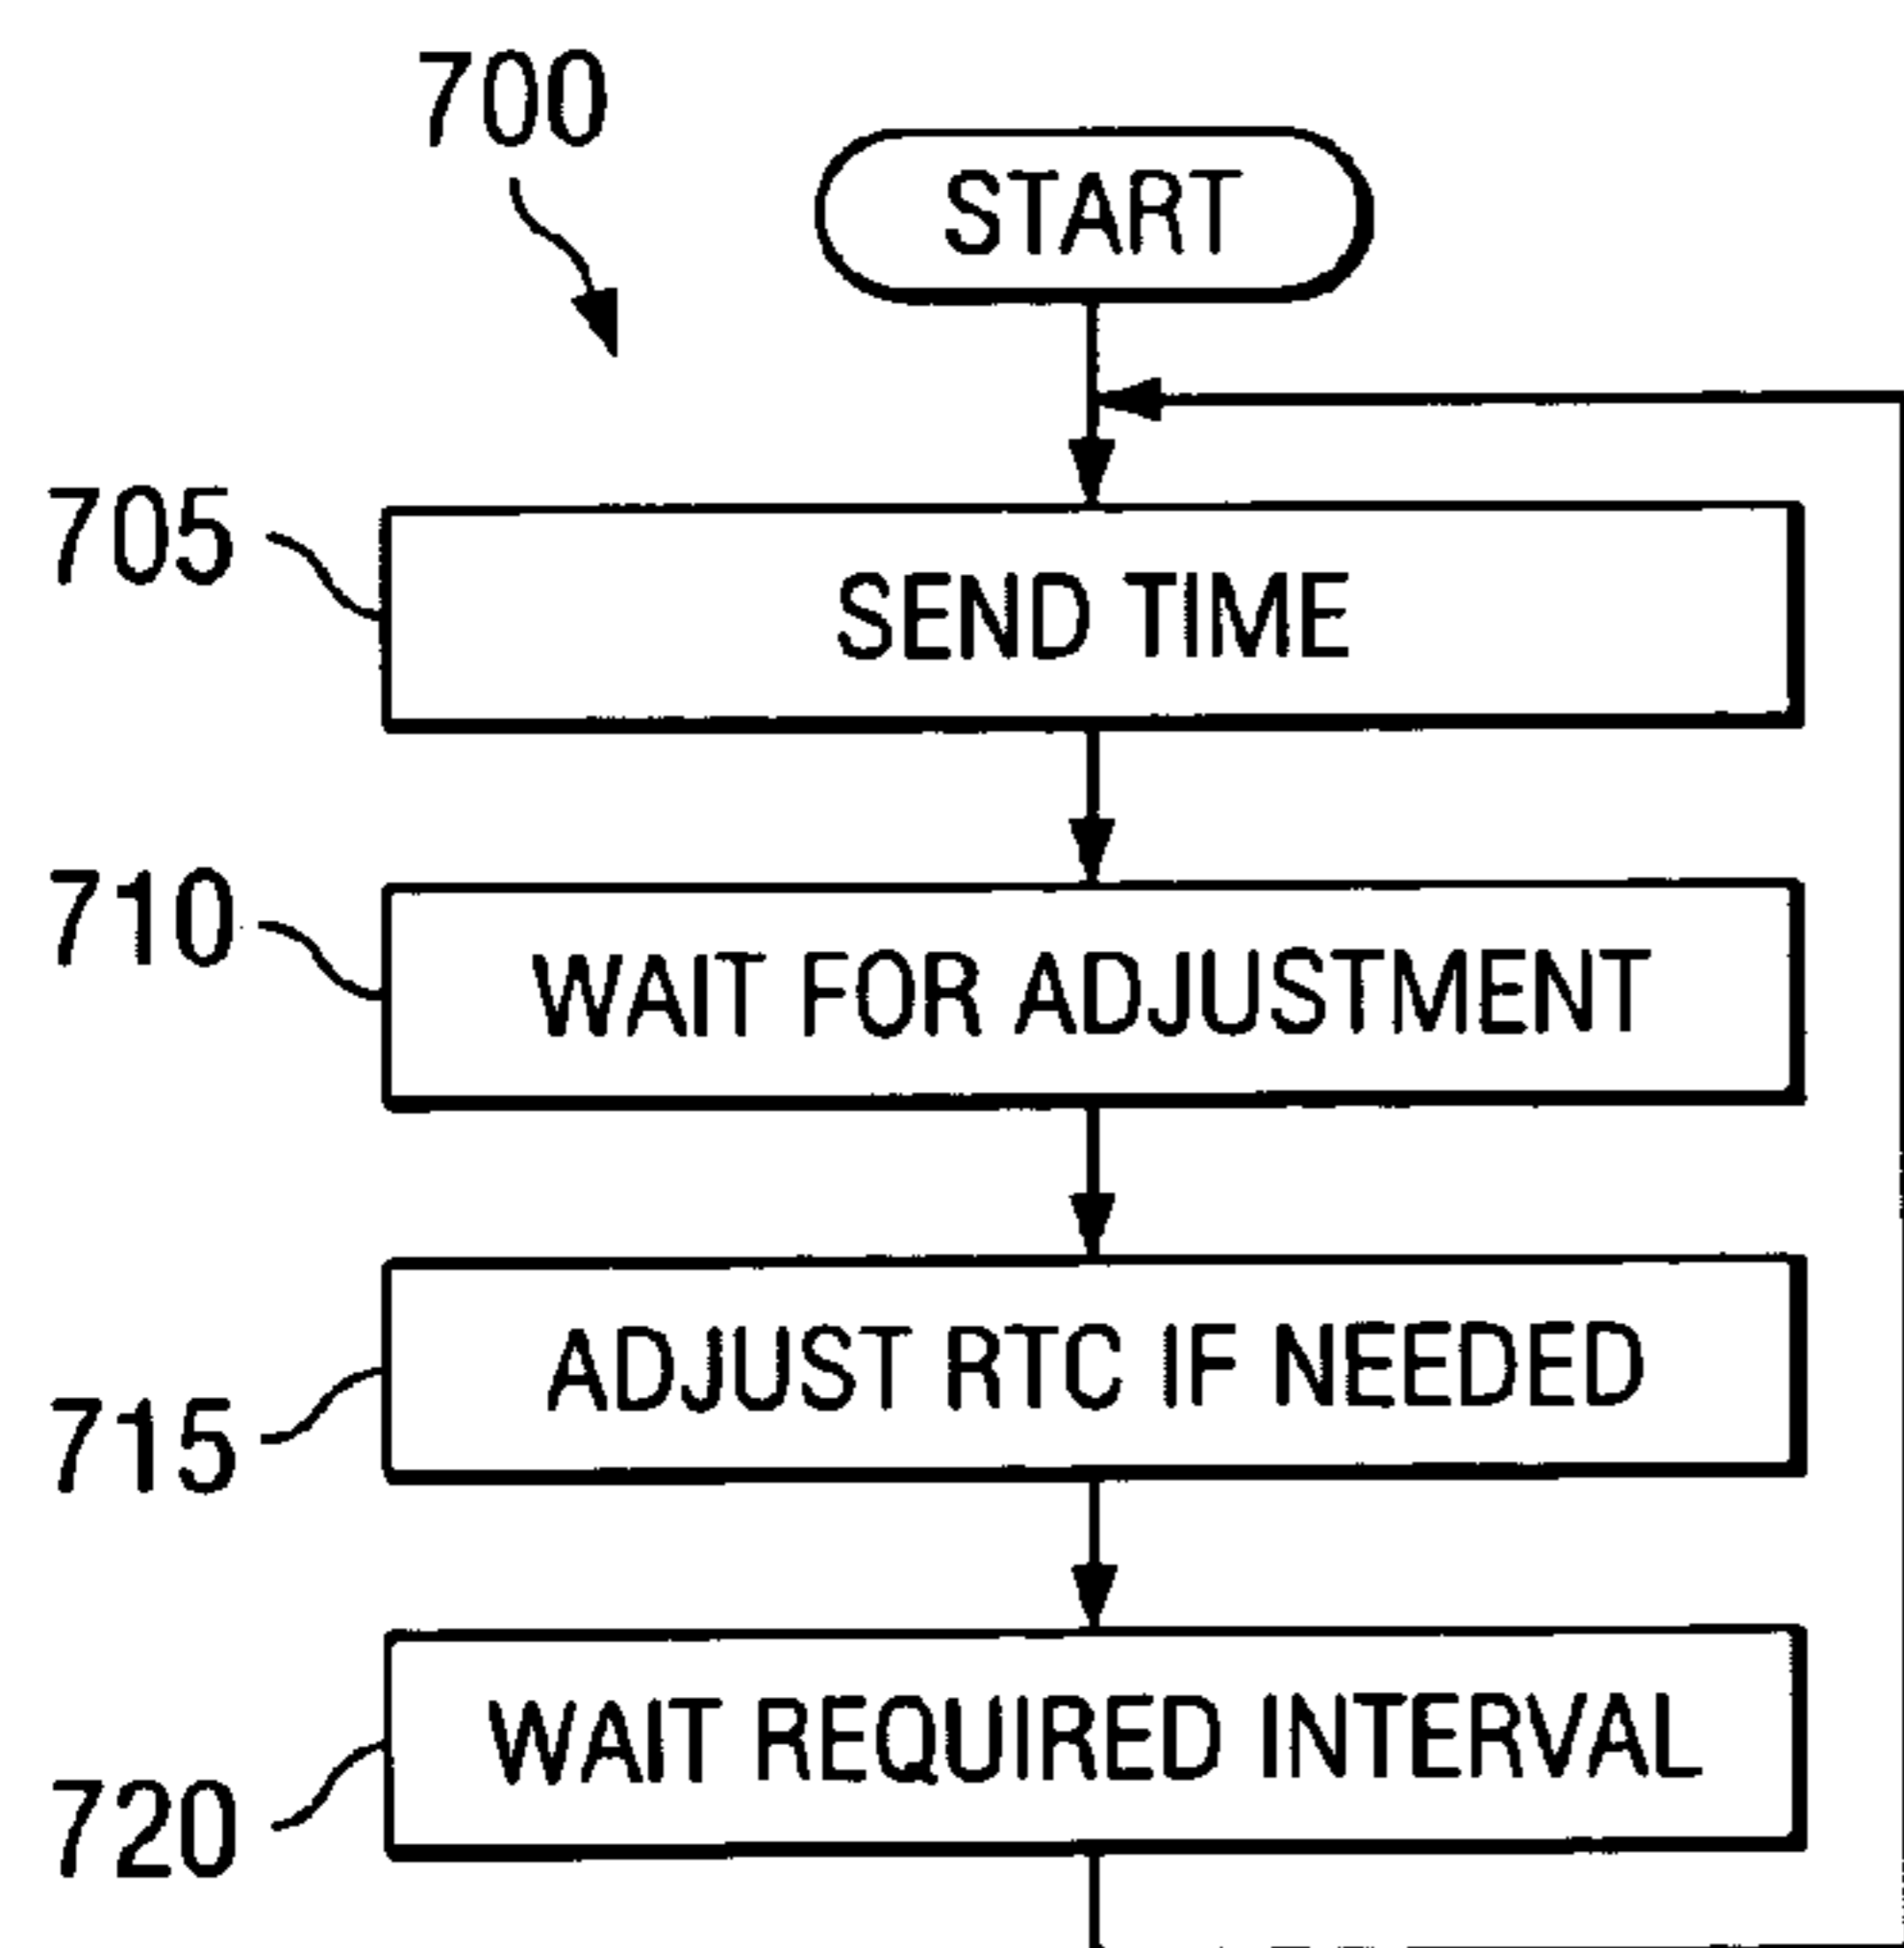 700
START
705
SEND TIME
710
WAIT FOR ADJUSTMENT
715
ADJUST RTC IF NEEDED
720
WAIT REQUIRED INTERVAL